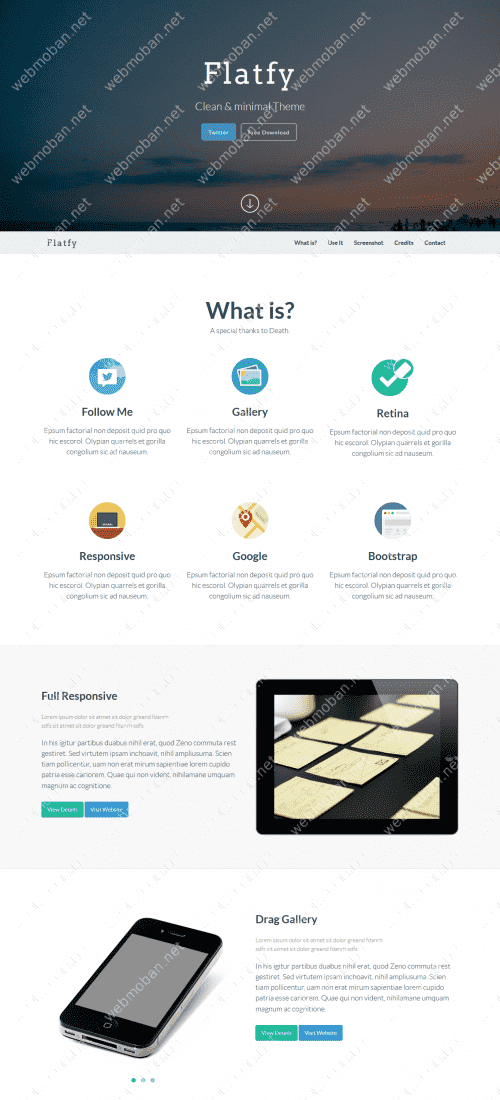 Flatfy
Clean & minimal Theme
Twitter Free Download
Flatfy What is? Use It Screenshot Credits Contact
What is?
A special thanks to Death.
Follow Me
Epsum factorial non deposit quid pro quo
hic escorol. Olypian quarrels et gorilla
congolium sic ad nauseum.
Gallery
Epsum factorial non deposit quid pro quo
hic escorol. Olypian quarrels et gorilla
congolium sic ad nauseum.
Retina
Epsum factorial non deposit quid pro quo
hic escorol. Olypian quarrels et gorilla
congolium sic ad nauseum.
Responsive
Epsum factorial non deposit quid pro quo
hic escorol. Olypian quarrels et gorilla
congolium sic ad nauseum.
Google
Epsum factorial non deposit quid pro quo
hic escorol. Olypian quarrels et gorilla
congolium sic ad nauseum.
Bootstrap
Epsum factorial non deposit quid pro quo
hic escorol. Olypian quarrels et gorilla
congolium sic ad nauseum.
Full Responsive
Lorem ipsum dolor sit atmet sit dolor greand fdanrh
sdfs sit atmet sit dolor greand fdanrh sdfs
In his igitur partibus duabus nihil erat, quod Zeno commuta rest
gestiret. Sed virtutem ipsam inchoavit, nihil ampliusuma. Scien
tiam pollicentur, uam non erat mirum sapientiae lorem cupido
patria esse cariorem. Quae qui non vident, nihilamane umquam
magnum ac cognitione.
View Details Visit Website
Drag Gallery
Lorem ipsum dolor sit atmet sit dolor greand fdanrh
sdfs sit atmet sit dolor greand fdanrh sdfs
In his igitur partibus duabus nihil erat, quod Zeno commuta rest
gestiret. Sed virtutem ipsam inchoavit, nihil ampliusuma. Scien
tiam pollicentur, uam non erat mirum sapientiae lorem cupido
patria esse cariorem. Quae qui non vident, nihilamane umquam
magnum ac cognitione.
View Details Visit Website
webmoban.net